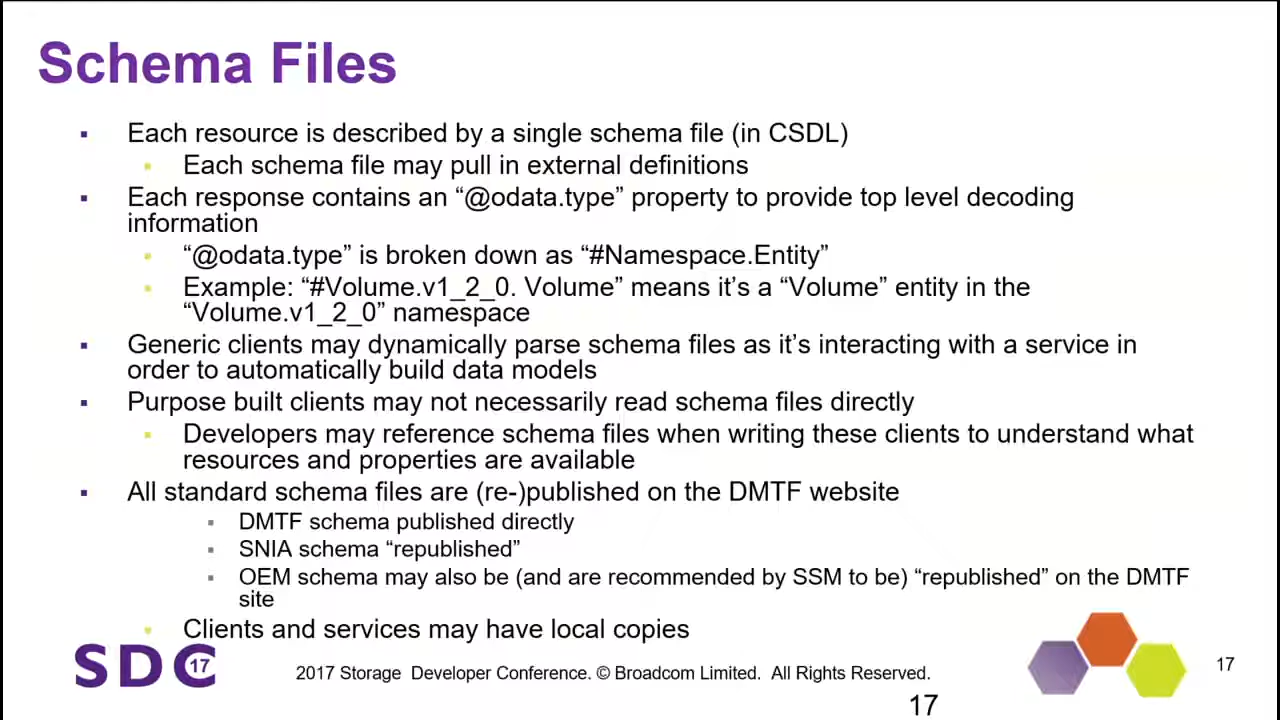 Schema Files
▪ Each resource is described by a single schema file (in CSDL)
▪ Each schema file may pull in external definitions
▪ Each response contains an “@odata.type” property to provide top level decoding
information
▪ “@odata.type” is broken down as “#Namespace.Entity”
▪ Example: “#Volume.v1_2_0. Volume” means it’s a “Volume” entity in the
“Volume.v1_2_0” namespace
▪ Generic clients may dynamically parse schema files as it’s interacting with a service in
order to automatically build data models
▪ Purpose built clients may not necessarily read schema files directly
▪ Developers may reference schema files when writing these clients to understand what
resources and properties are available
▪ All standard schema files are (re-)published on the DMTF website
▪ DMTF schema published directly
▪ SNIA schema “republished”
▪ OEM schema may also be (and are recommended by SSM to be) “republished” on the DMTF
site
▪ Clients and services may have local copies
SDC 17
2017 Storage Developer Conference. © Broadcom Limited. All Rights Reserved.
17
17